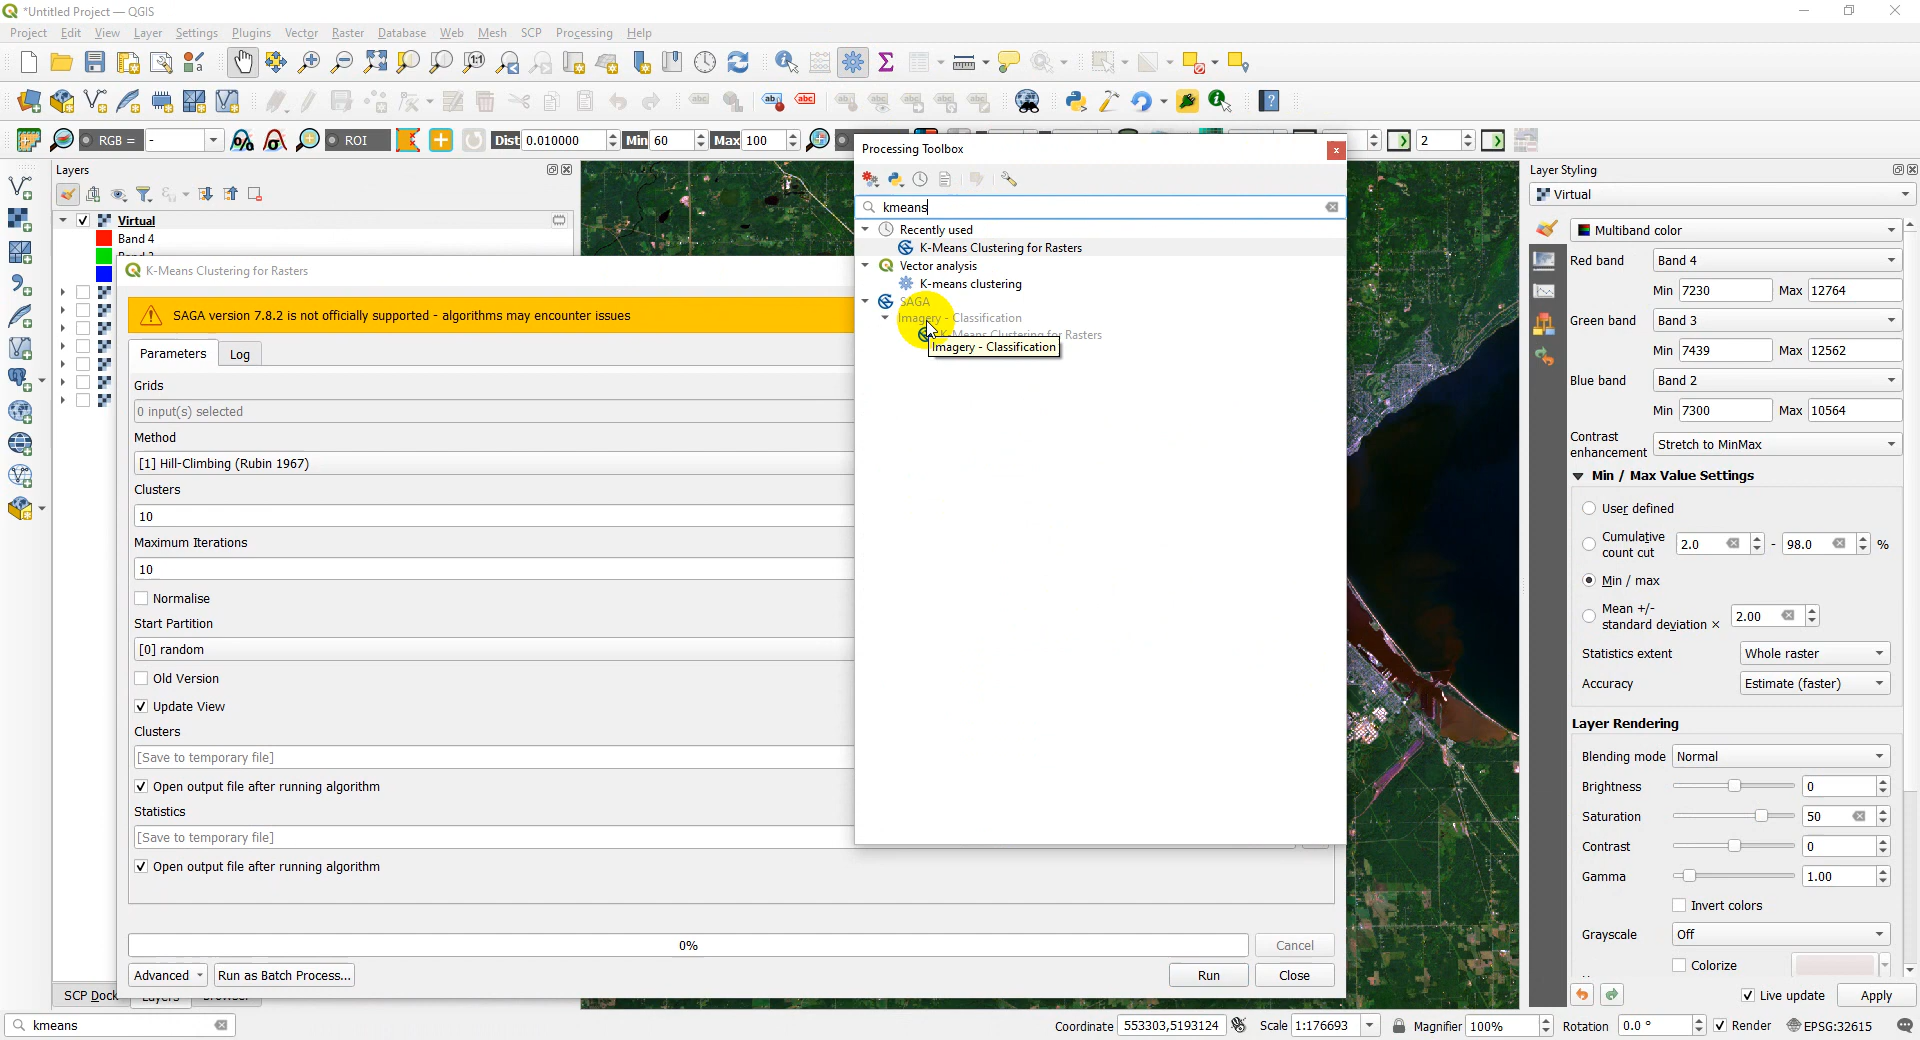 *Untitled Project — QGIS
Project Edit View Layer Settings Plugins Vector Raster Database Web Mesh SCP Processing Help
RGB = - ROI Dist 0.010000 Min 60 Max 100 2
Layers
Virtual
Band 4
K-Means Clustering for Rasters
SAGA version 7.8.2 is not officially supported - algorithms may encounter issues
Parameters Log
Grids
0 input(s) selected
Method
[1] Hill-Climbing (Rubin 1967)
Clusters
10
Maximum Iterations
10
Normalise
Start Partition
[0] random
Old Version
Update View
Clusters
[Save to temporary file]
Open output file after running algorithm
Statistics
[Save to temporary file]
Open output file after running algorithm
0%
Cancel
Advanced Run as Batch Process... Run Close
SCP Dock Layers Browser
Processing Toolbox
kmeans
Recently used
K-Means Clustering for Rasters
Vector analysis
K-means clustering
SAGA
Imagery - Classification
K-Means Clustering for Rasters
Imagery - Classification
Layer Styling
Virtual
Multiband color
Red band Band 4
Min 7230 Max 12764
Green band Band 3
Min 7439 Max 12562
Blue band Band 2
Min 7300 Max 10564
Contrast
enhancement Stretch to MinMax
Min / Max Value Settings
User defined
Cumulative
count cut 2.0 - 98.0 %
Min / max
Mean +/-
standard deviation × 2.00
Statistics extent Whole raster
Accuracy Estimate (faster)
Layer Rendering
Blending mode Normal
Brightness 0
Saturation 50
Contrast 0
Gamma 1.00
Invert colors
Grayscale Off
Colorize
Live update Apply
kmeans
Coordinate 553303,5193124 Scale 1:176693 Magnifier 100% Rotation 0.0 ° Render EPSG:32615